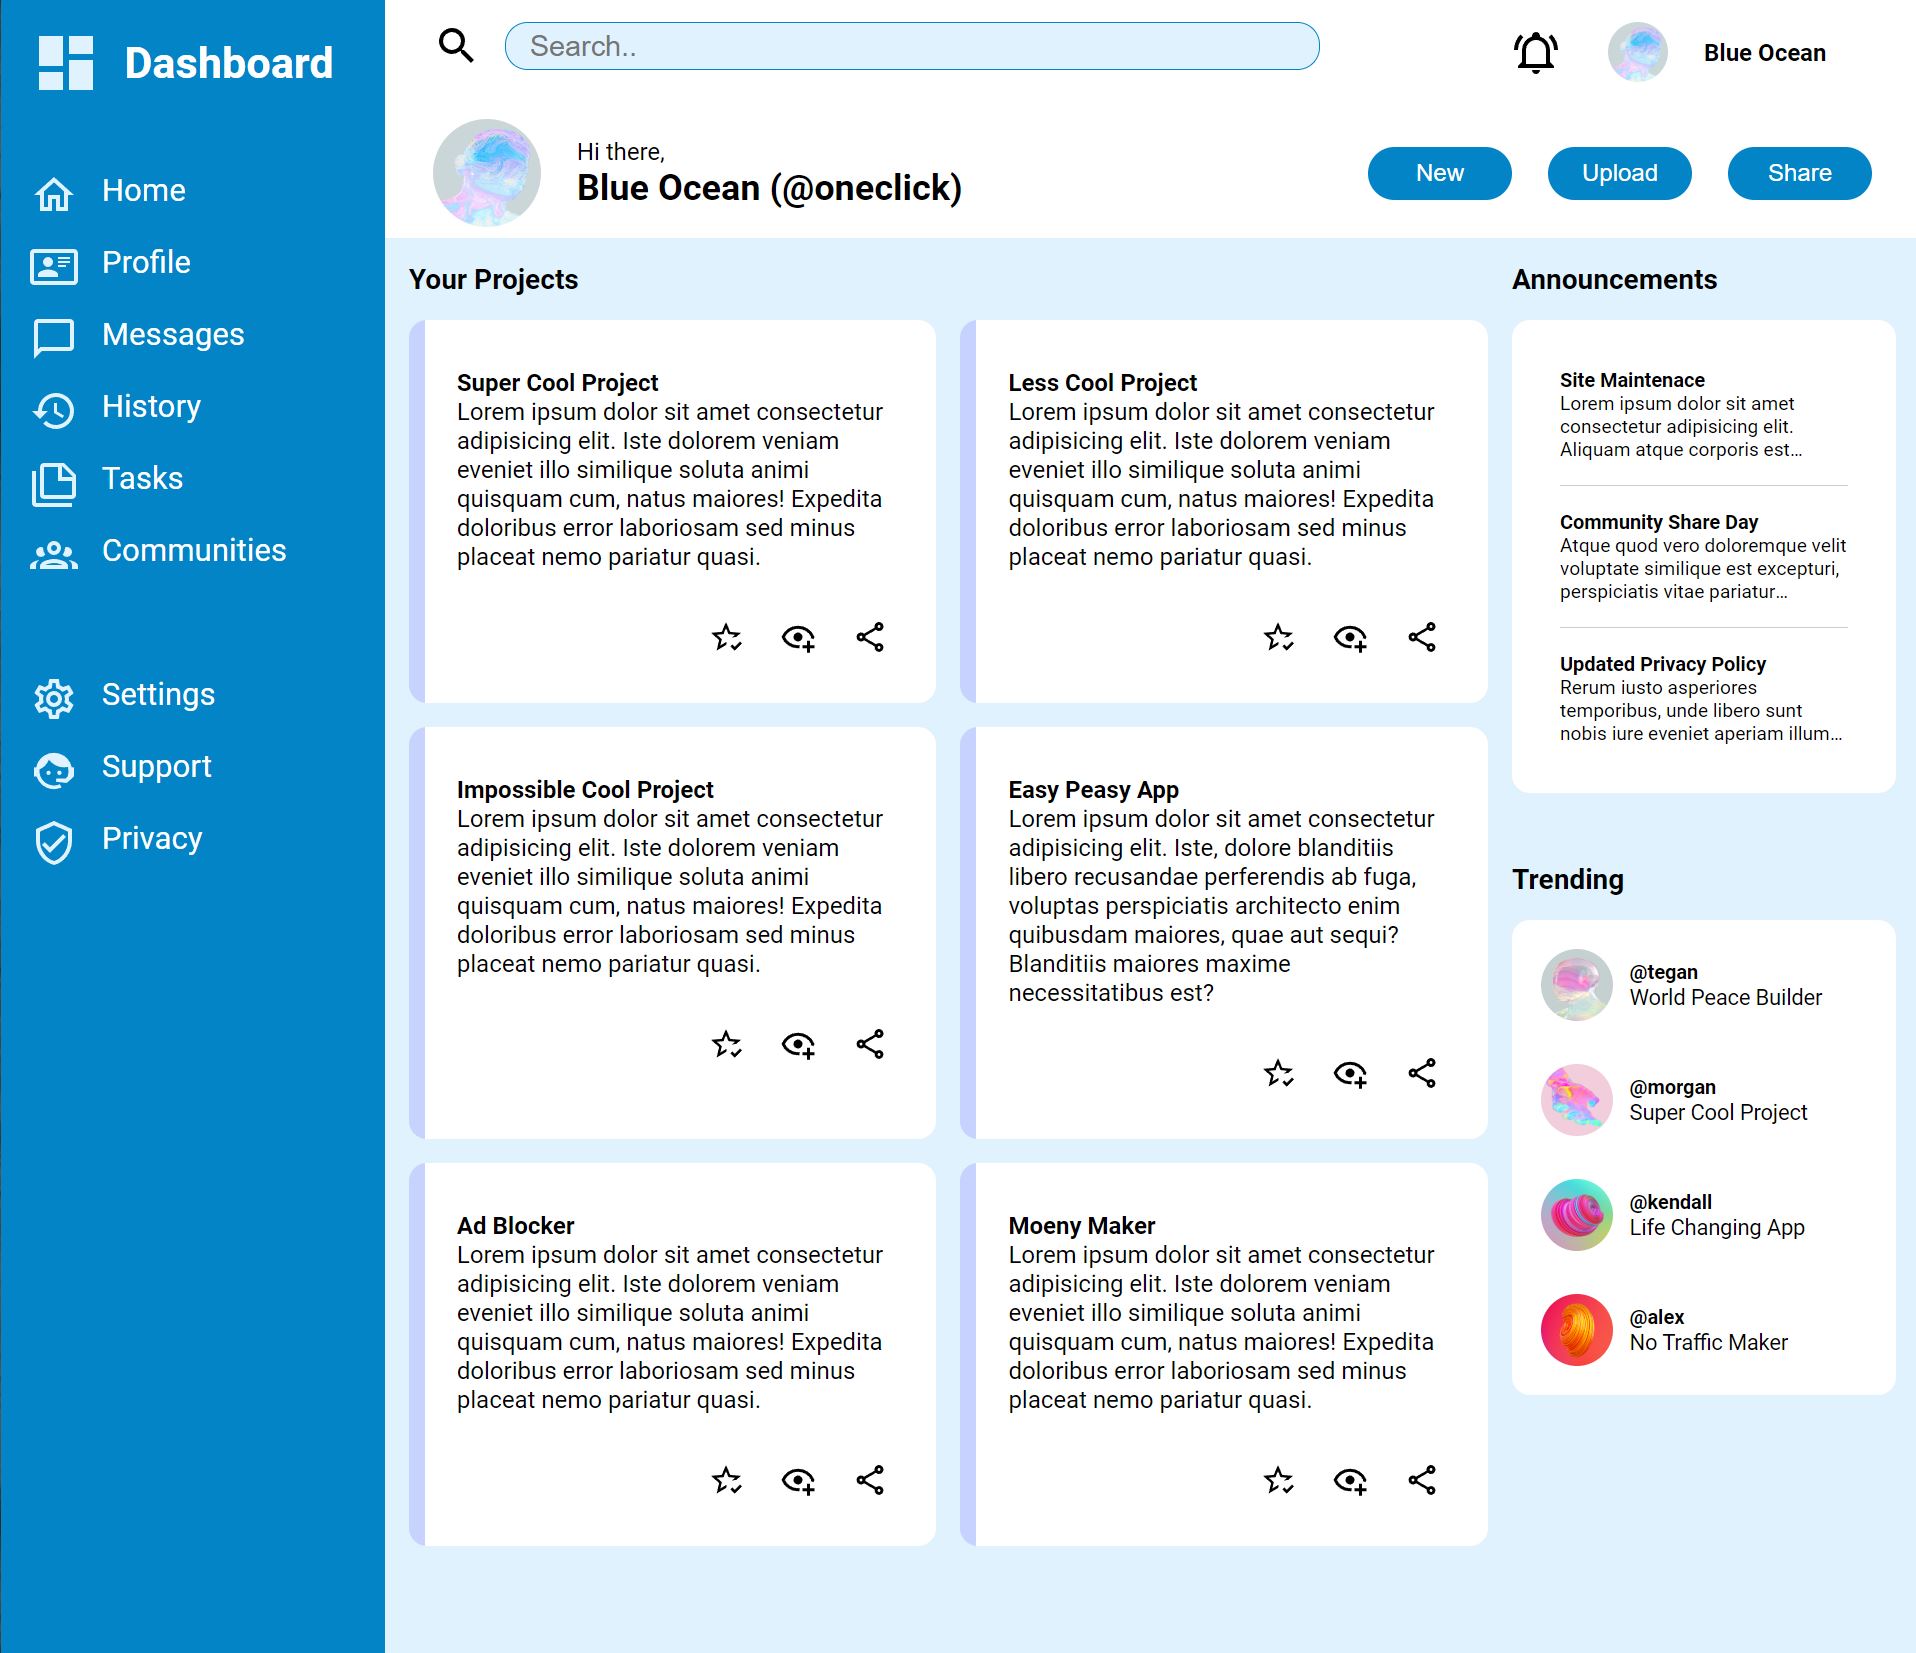 Dashboard
Home
Profile
Messages
History
Tasks
Communities
Settings
Support
Privacy
Search..
Blue Ocean
Hi there,
Blue Ocean (@oneclick)
New
Upload
Share
Your Projects
Super Cool Project
Lorem ipsum dolor sit amet consectetur
adipisicing elit. Iste dolorem veniam
eveniet illo similique soluta animi
quisquam cum, natus maiores! Expedita
doloribus error laboriosam sed minus
placeat nemo pariatur quasi.
Less Cool Project
Lorem ipsum dolor sit amet consectetur
adipisicing elit. Iste dolorem veniam
eveniet illo similique soluta animi
quisquam cum, natus maiores! Expedita
doloribus error laboriosam sed minus
placeat nemo pariatur quasi.
Impossible Cool Project
Lorem ipsum dolor sit amet consectetur
adipisicing elit. Iste dolorem veniam
eveniet illo similique soluta animi
quisquam cum, natus maiores! Expedita
doloribus error laboriosam sed minus
placeat nemo pariatur quasi.
Easy Peasy App
Lorem ipsum dolor sit amet consectetur
adipisicing elit. Iste, dolore blanditiis
libero recusandae perferendis ab fuga,
voluptas perspiciatis architecto enim
quibusdam maiores, quae aut sequi?
Blanditiis maiores maxime
necessitatibus est?
Ad Blocker
Lorem ipsum dolor sit amet consectetur
adipisicing elit. Iste dolorem veniam
eveniet illo similique soluta animi
quisquam cum, natus maiores! Expedita
doloribus error laboriosam sed minus
placeat nemo pariatur quasi.
Moeny Maker
Lorem ipsum dolor sit amet consectetur
adipisicing elit. Iste dolorem veniam
eveniet illo similique soluta animi
quisquam cum, natus maiores! Expedita
doloribus error laboriosam sed minus
placeat nemo pariatur quasi.
Announcements
Site Maintenace
Lorem ipsum dolor sit amet
consectetur adipisicing elit.
Aliquam atque corporis est...
Community Share Day
Atque quod vero doloremque velit
voluptate similique est excepturi,
perspiciatis vitae pariatur...
Updated Privacy Policy
Rerum iusto asperiores
temporibus, unde libero sunt
nobis iure eveniet aperiam illum...
Trending
@tegan
World Peace Builder
@morgan
Super Cool Project
@kendall
Life Changing App
@alex
No Traffic Maker